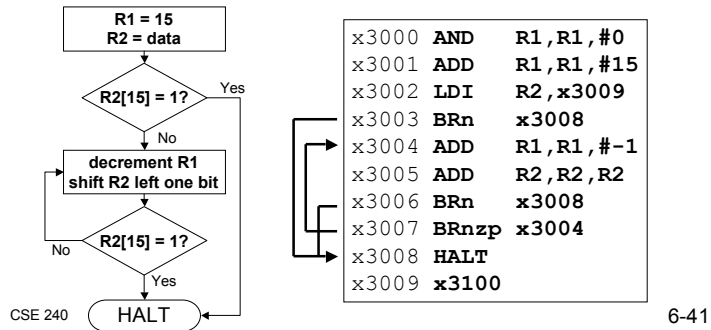 R1 = 15
R2 = data
R2[15] = 1?
Yes
No
decrement R1
shift R2 left one bit
R2[15] = 1?
No
Yes
HALT
CSE 240
x3000 AND R1,R1,#0
x3001 ADD R1,R1,#15
x3002 LDI R2,x3009
x3003 BRn x3008
x3004 ADD R1,R1,#-1
x3005 ADD R2,R2,R2
x3006 BRn x3008
x3007 BRnzp x3004
x3008 HALT
x3009 x3100
6-41